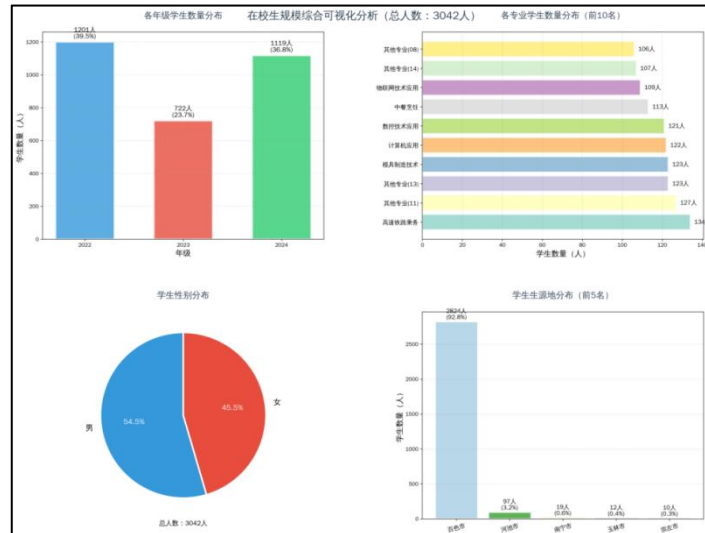 各年级学生数量分布
在校生规模综合可视化分析（总人数：3042人）
各专业学生数量分布（前10名）
学生数量（人）
1200
1000
800
600
400
200
0
1201人
(39.5%)
722人
(23.7%)
1119人
(36.8%)
2022
2023
2024
年级
其他专业(08)
106人
其他专业(14)
107人
物联网技术应用
109人
中餐烹饪
113人
数控技术应用
121人
计算机应用
122人
模具制造技术
123人
其他专业(13)
123人
其他专业(11)
127人
高速铁路乘务
134
0
20
40
60
80
100
120
140
学生数量（人）
学生性别分布
男
54.5%
45.5%
女
总人数：3042人
学生生源地分布（前5名）
学生数量（人）
2500
2000
1500
1000
500
0
2824人
(92.8%)
97人
(3.2%)
19人
(0.6%)
12人
(0.4%)
10人
(0.3%)
百色市
河池市
南宁市
玉林市
崇左市